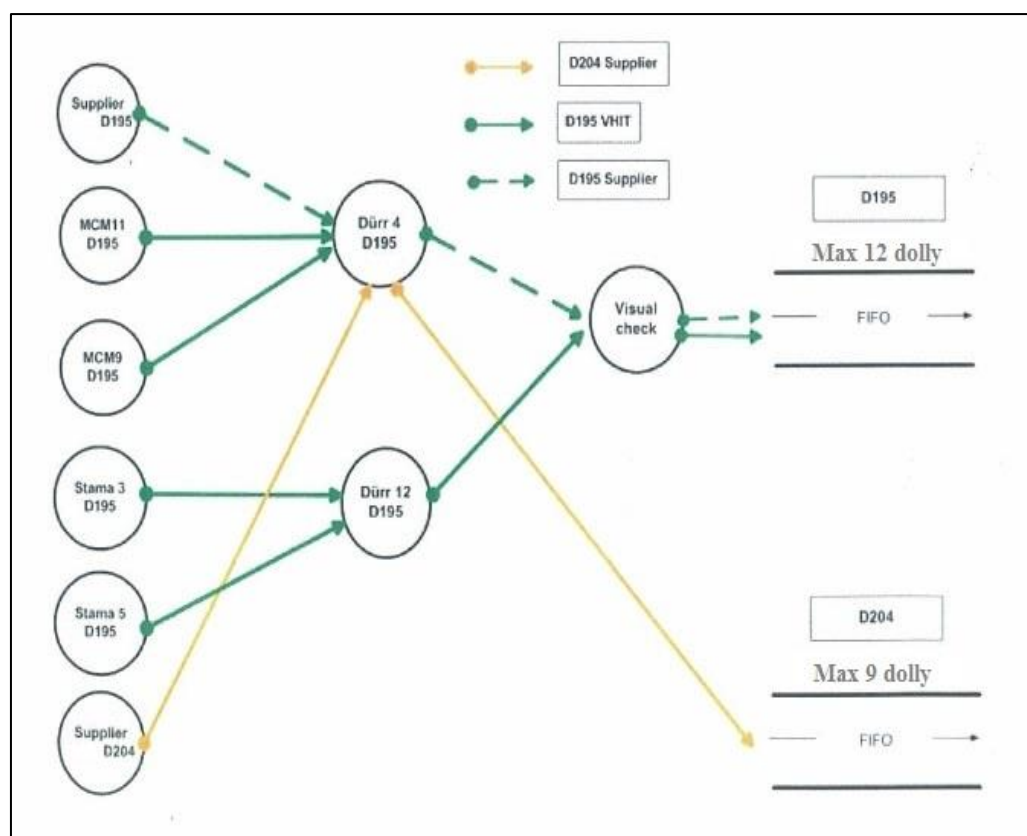 D204 Supplier
D195 VHIT
D195 Supplier
Supplier
D195
MCM11
D195
MCM9
D195
Stama 3
D195
Stama 5
D195
Supplier
D204
Dürr 4
D195
Dürr 12
D195
Visual
check
D195
Max 12 dolly
FIFO
D204
Max 9 dolly
FIFO